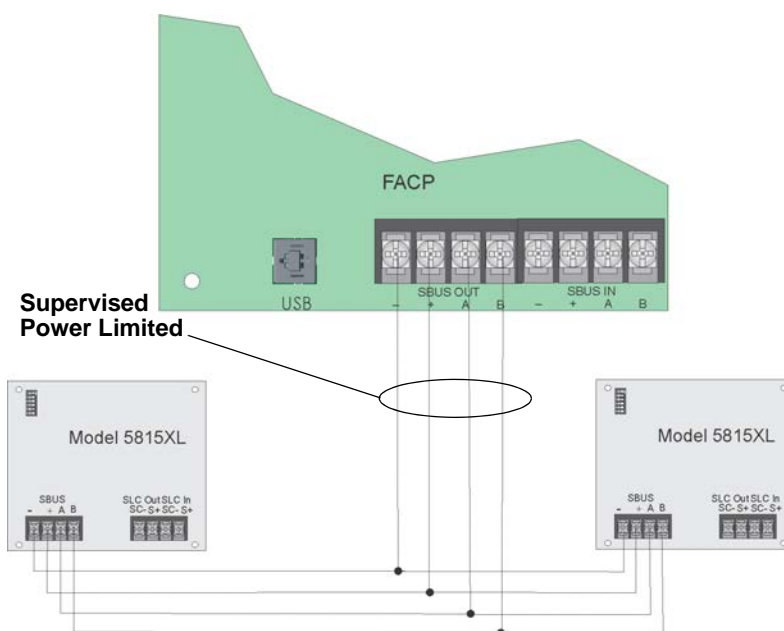 FACP
USB
SBUS OUT
- + A B
SBUS IN
- + A B
Supervised
Power Limited
Model 5815XL
SBUS
- + A B
SLC Out SLC In
SC- S+ SC- S+
Model 5815XL
SBUS
- + A B
SLC Out SLC In
SC- S+ SC- S+